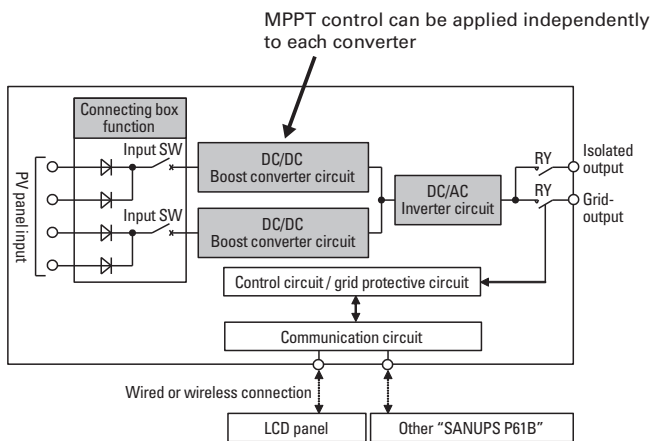 MPPT control can be applied independently
to each converter
Connecting box
function
Input SW
DC/DC
Boost converter circuit
RY
Isolated
output
PV panel input
DC/AC
Inverter circuit
RY
Grid-
output
Input SW
DC/DC
Boost converter circuit
Control circuit / grid protective circuit
Communication circuit
Wired or wireless connection
LCD panel
Other “SANUPS P61B”